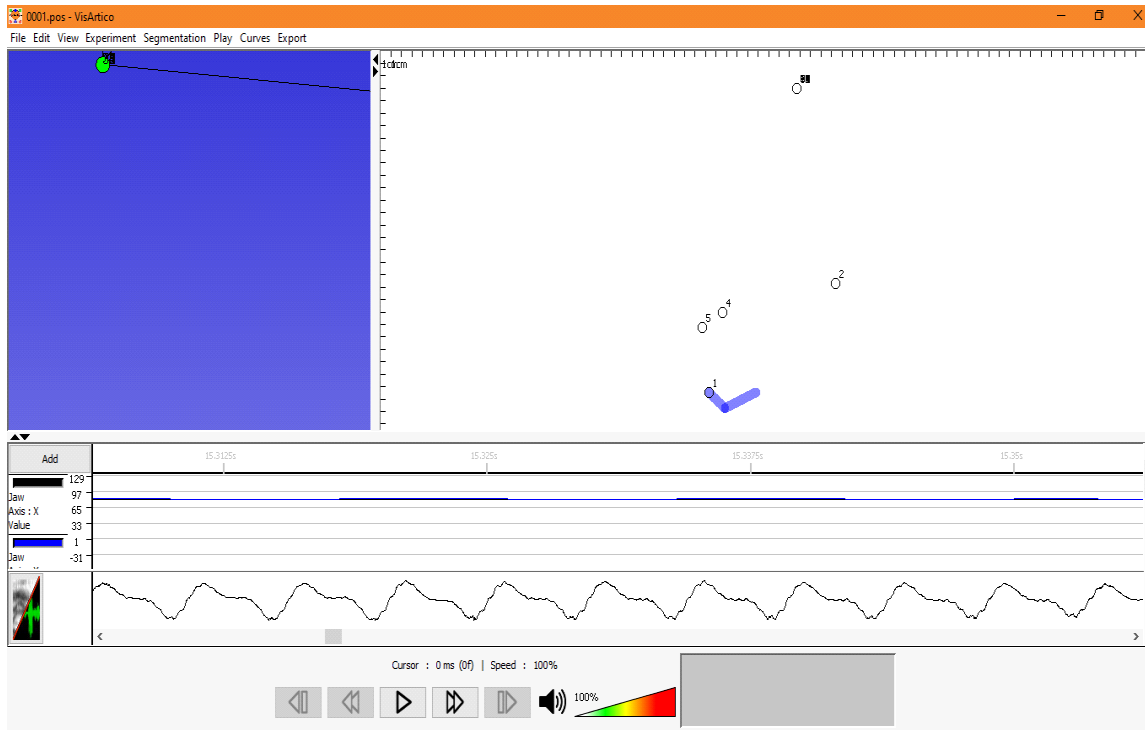 0001.pos - VisArtico
File Edit View Experiment Segmentation Play Curves Export
2
4
5
1
Add
15.3125s 15.325s 15.3375s 15.35s
129
Jaw 97
Axis : X 65
Value 33
1
Jaw -31
Cursor : 0 ms (0f) | Speed : 100%
100%